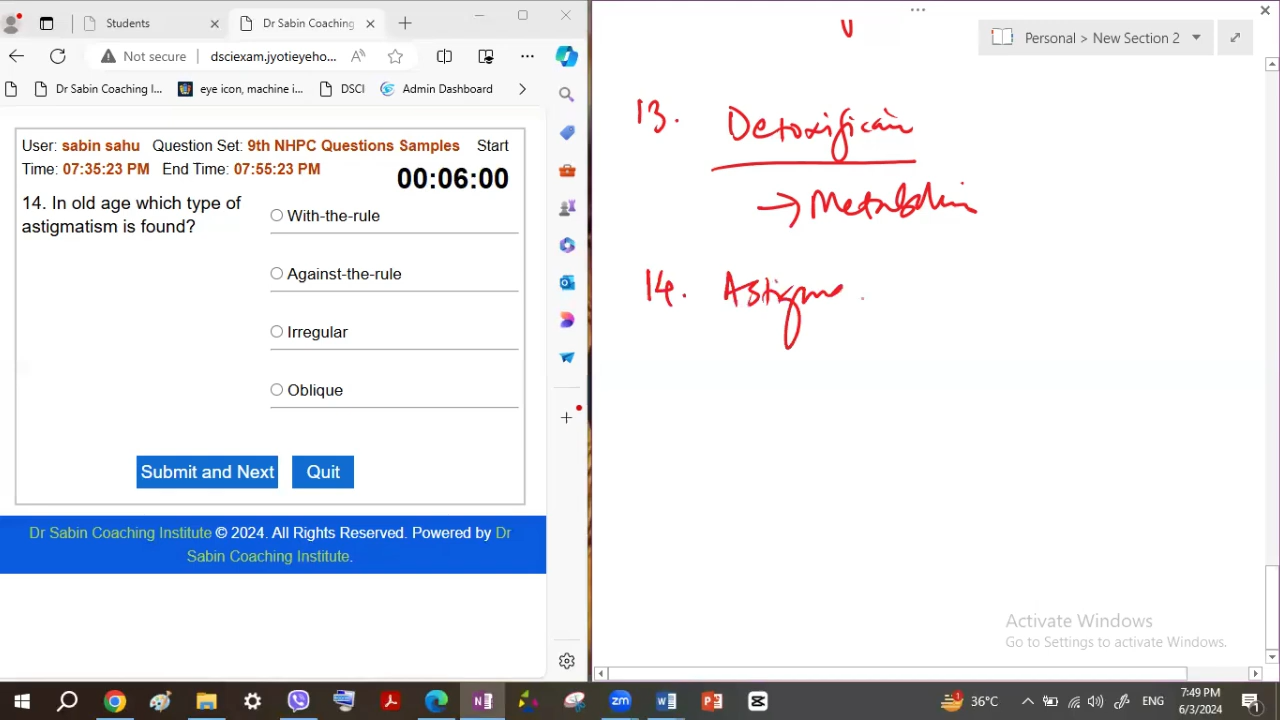 Students
Dr Sabin Coaching
Not secure
dsciexam.jyotieyeho...
Dr Sabin Coaching I...
eye icon, machine i...
DSCI
Admin Dashboard
User: sabin sahu Question Set: 9th NHPC Questions Samples Start
Time: 07:35:23 PM End Time: 07:55:23 PM
00:06:00
14. In old age which type of
astigmatism is found?
With-the-rule
Against-the-rule
Irregular
Oblique
Submit and Next
Quit
Dr Sabin Coaching Institute © 2024. All Rights Reserved. Powered by Dr
Sabin Coaching Institute.
Personal > New Section 2
13.
→
14. Astigma
Activate Windows
Go to Settings to activate Windows.
36°C
ENG
7:49 PM
6/3/2024